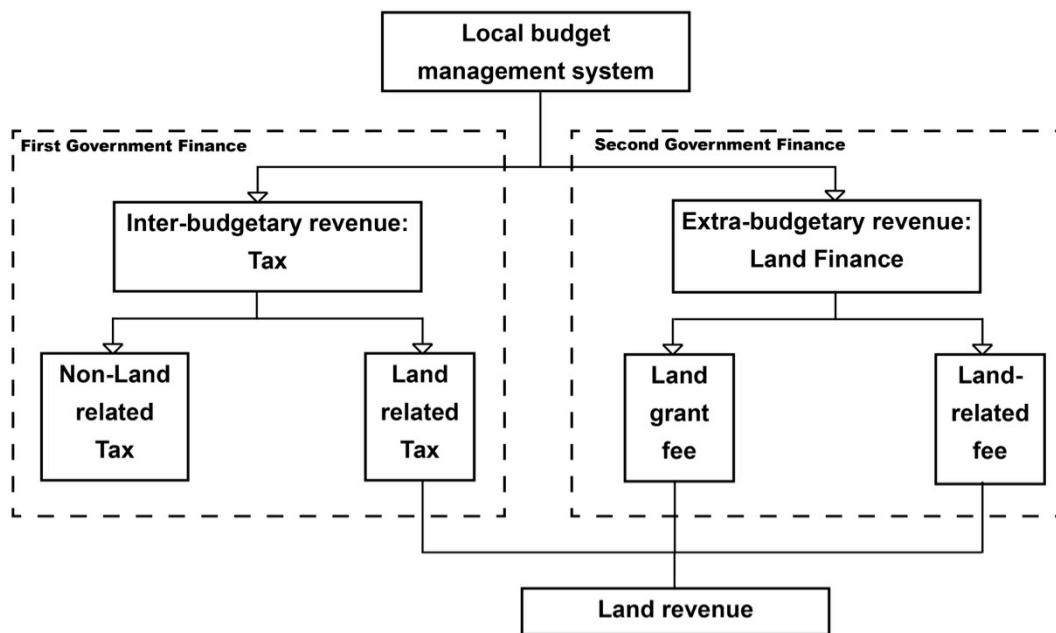 Local budget
management system
First Government Finance
Second Government Finance
Inter-budgetary revenue:
Tax
Extra-budgetary revenue:
Land Finance
Non-Land
related
Tax
Land
related
Tax
Land
grant
fee
Land-
related
fee
Land revenue